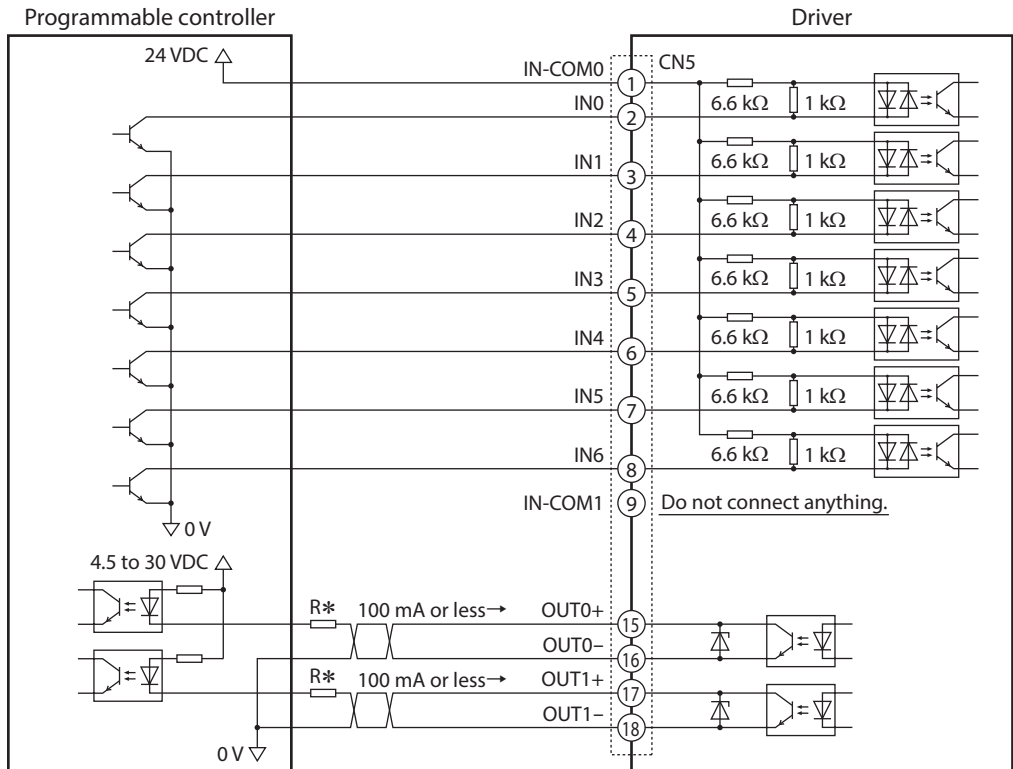 Programmable controller
Driver
24 VDC
IN-COM0
1
CN5
6.6 kΩ
1 kΩ
IN0
2
6.6 kΩ
1 kΩ
IN1
3
6.6 kΩ
1 kΩ
IN2
4
6.6 kΩ
1 kΩ
IN3
5
6.6 kΩ
1 kΩ
IN4
6
6.6 kΩ
1 kΩ
IN5
7
6.6 kΩ
1 kΩ
IN6
8
IN-COM1
9
Do not connect anything.
0 V
4.5 to 30 VDC
R*
100 mA or less→
OUT0+
15
OUT0−
16
R*
100 mA or less→
OUT1+
17
OUT1−
18
0 V